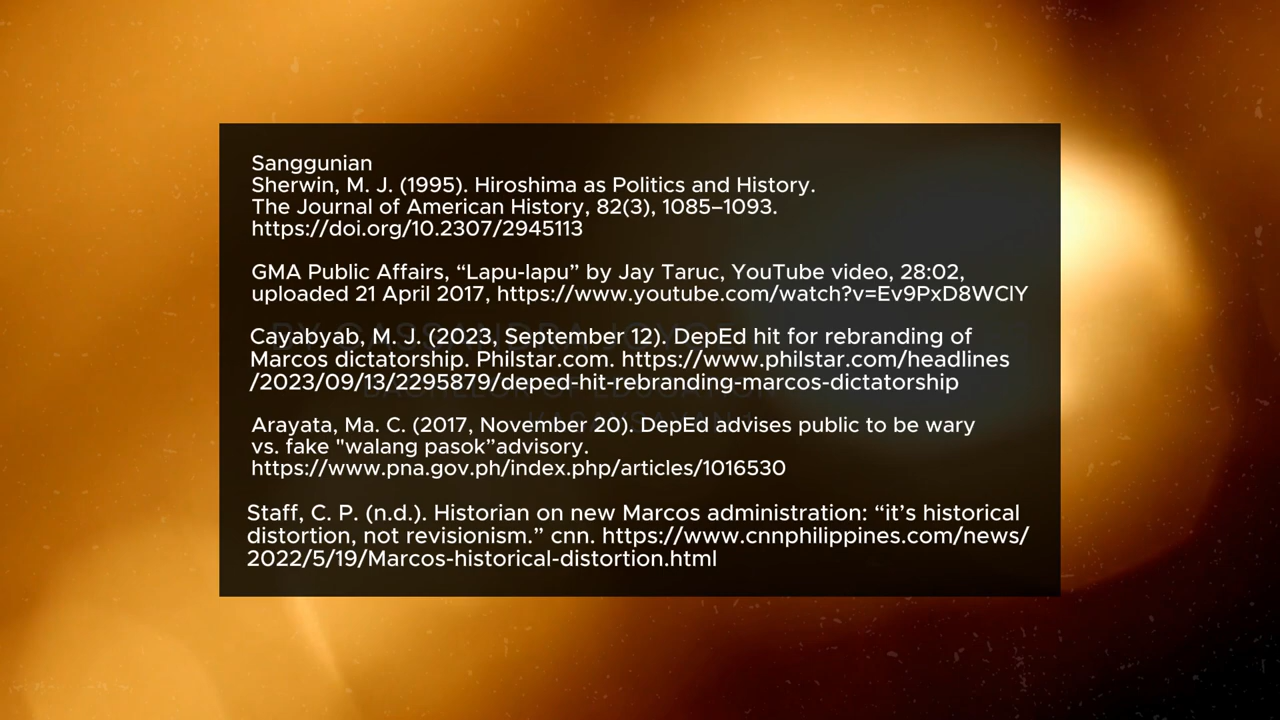 Sanggunian
Sherwin, M. J. (1995). Hiroshima as Politics and History.
The Journal of American History, 82(3), 1085–1093.
https://doi.org/10.2307/2945113
GMA Public Affairs, “Lapu-lapu” by Jay Taruc, YouTube video, 28:02,
uploaded 21 April 2017, https://www.youtube.com/watch?v=Ev9PxD8WClY
Cayabyab, M. J. (2023, September 12). DepEd hit for rebranding of
Marcos dictatorship. Philstar.com. https://www.philstar.com/headlines
/2023/09/13/2295879/deped-hit-rebranding-marcos-dictatorship
Arayata, Ma. C. (2017, November 20). DepEd advises public to be wary
vs. fake "walang pasok”advisory.
https://www.pna.gov.ph/index.php/articles/1016530
Staff, C. P. (n.d.). Historian on new Marcos administration: “it’s historical
distortion, not revisionism.” cnn. https://www.cnnphilippines.com/news/
2022/5/19/Marcos-historical-distortion.html